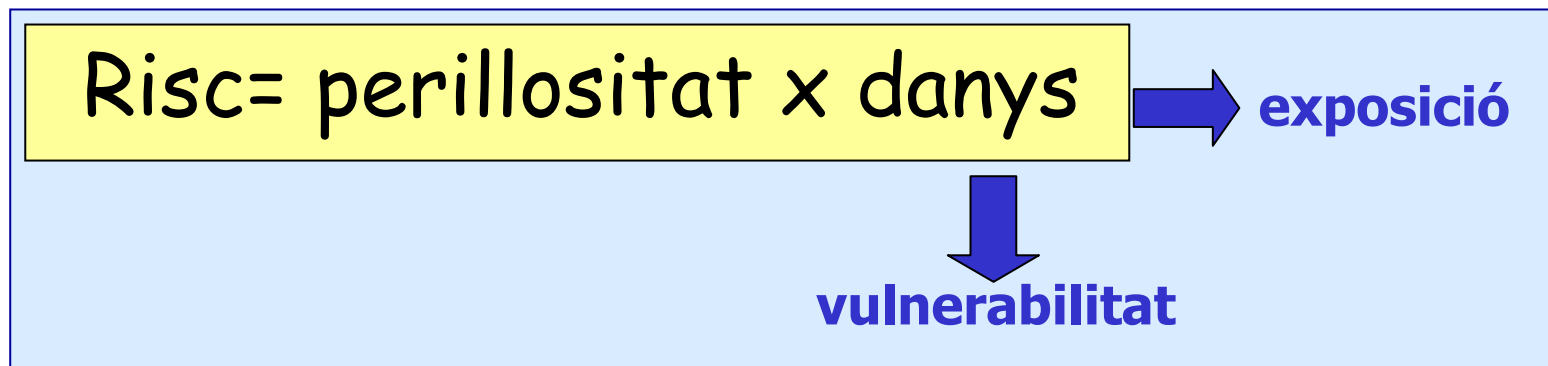 Risc= perillositat x danys
exposició
vulnerabilitat